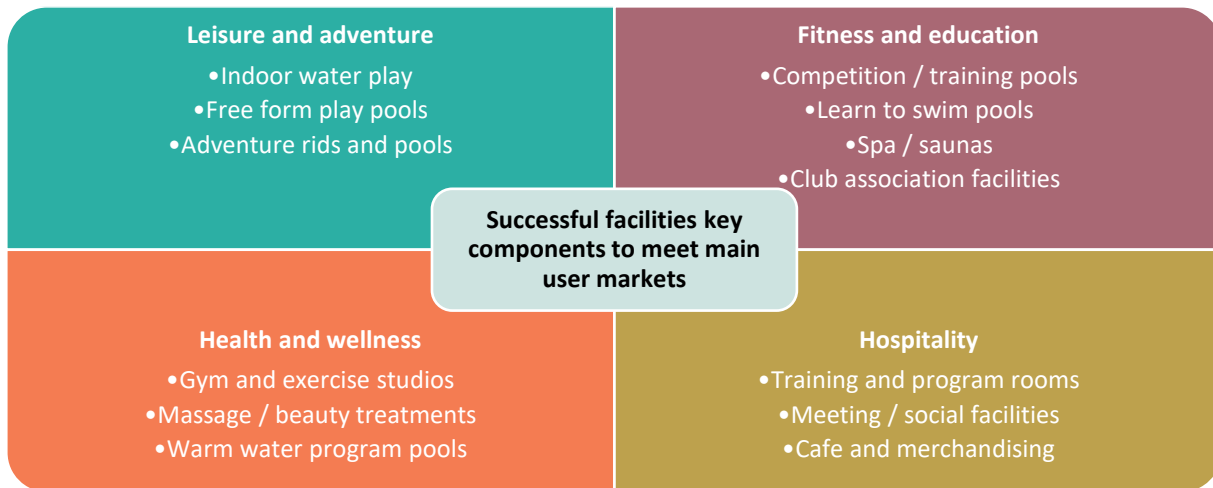 Leisure and adventure
•Indoor water play
•Free form play pools
•Adventure rids and pools
Fitness and education
•Competition / training pools
•Learn to swim pools
•Spa / saunas
•Club association facilities
Successful facilities key
components to meet main
user markets
Health and wellness
•Gym and exercise studios
•Massage / beauty treatments
•Warm water program pools
Hospitality
•Training and program rooms
•Meeting / social facilities
•Cafe and merchandising